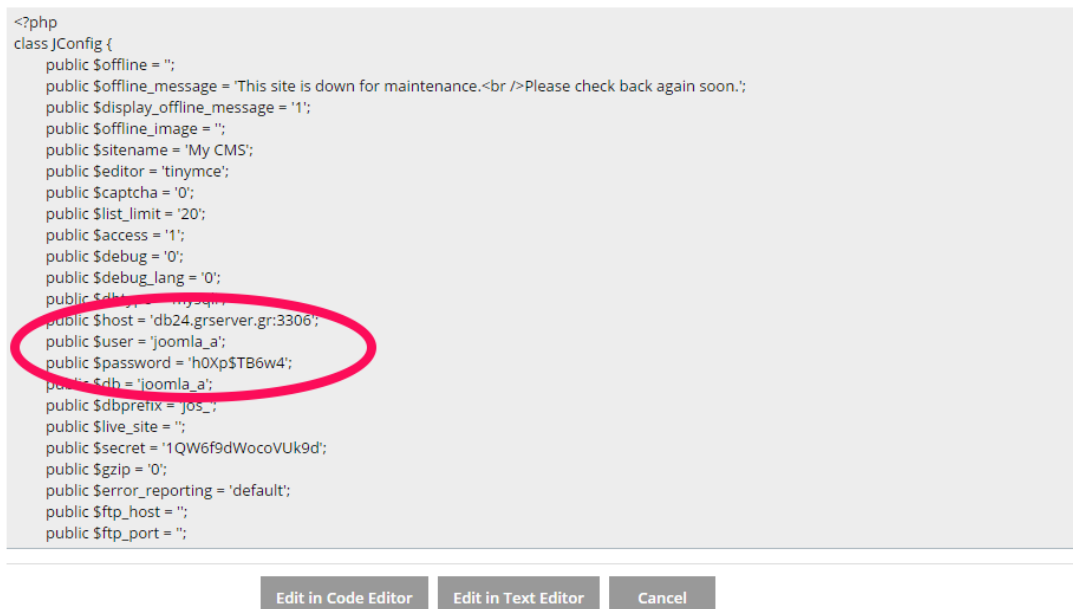 <?php
class JConfig {
public $offline = '';
public $offline_message = 'This site is down for maintenance.<br />Please check back again soon.';
public $display_offline_message = '1';
public $offline_image = '';
public $sitename = 'My CMS';
public $editor = 'tinymce';
public $captcha = '0';
public $list_limit = '20';
public $access = '1';
public $debug = '0';
public $debug_lang = '0';
public $dbtype = 'mysqli';
public $host = 'db24.grserver.gr:3306';
public $user = 'joomla_a';
public $password = 'h0Xp$TB6w4';
public $db = 'joomla_a';
public $dbprefix = 'jos_';
public $live_site = '';
public $secret = '1QW6f9dWocoVUk9d';
public $gzip = '0';
public $error_reporting = 'default';
public $ftp_host = '';
public $ftp_port = '';
Edit in Code Editor Edit in Text Editor Cancel